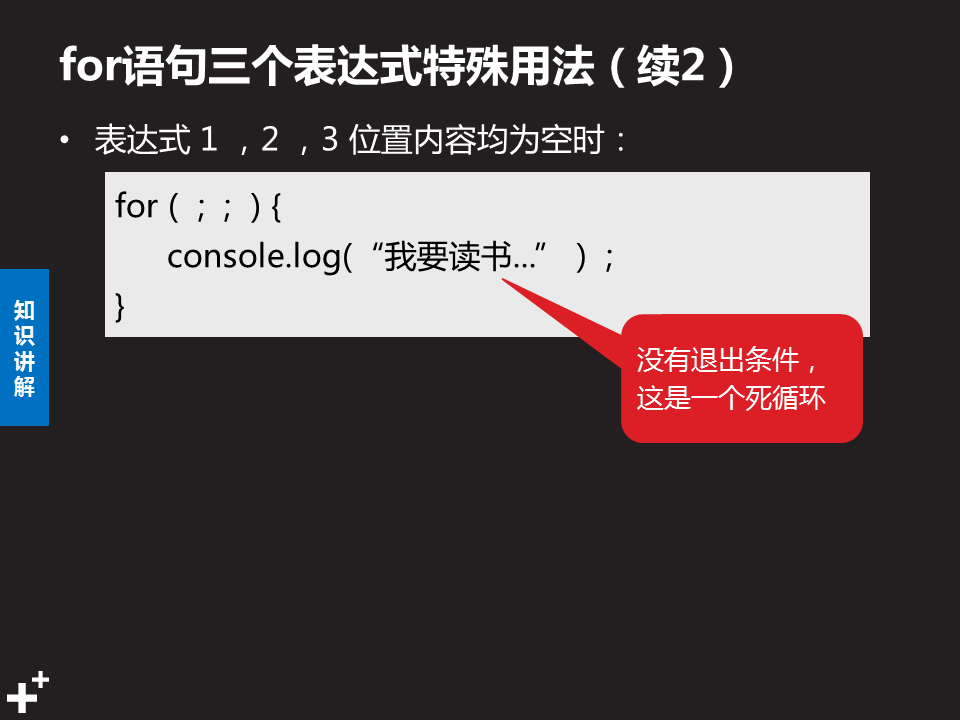 for语句三个表达式特殊用法（续2）
• 表达式 1 ，2 ，3 位置内容均为空时：
for ( ; ; ) {
console.log( “我要读书…” ) ;
}
没有退出条件，
这是一个死循环
知
识
讲
解